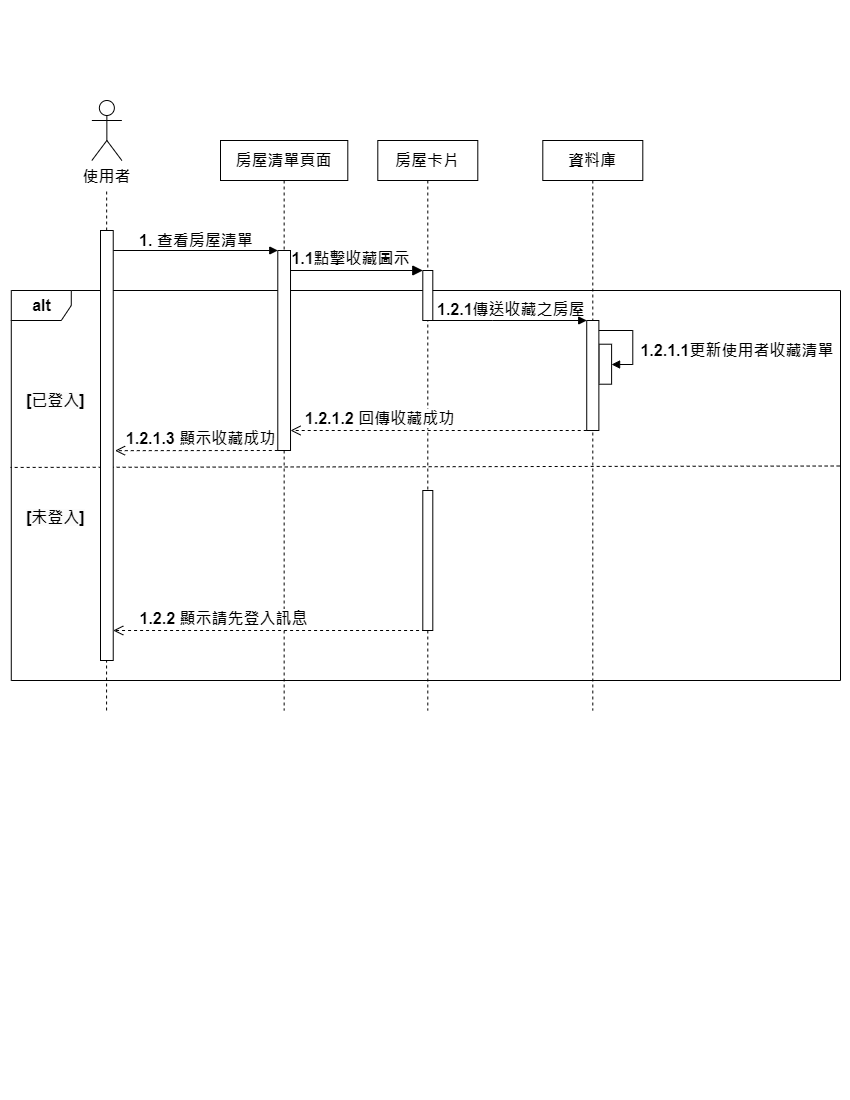 使用者
房屋清單頁面
房屋卡片
資料庫
1. 查看房屋清單
1.1點擊收藏圖示
alt
1.2.1傳送收藏之房屋
1.2.1.1更新使用者收藏清單
[已登入]
1.2.1.2 回傳收藏成功
1.2.1.3 顯示收藏成功
[未登入]
1.2.2 顯示請先登入訊息